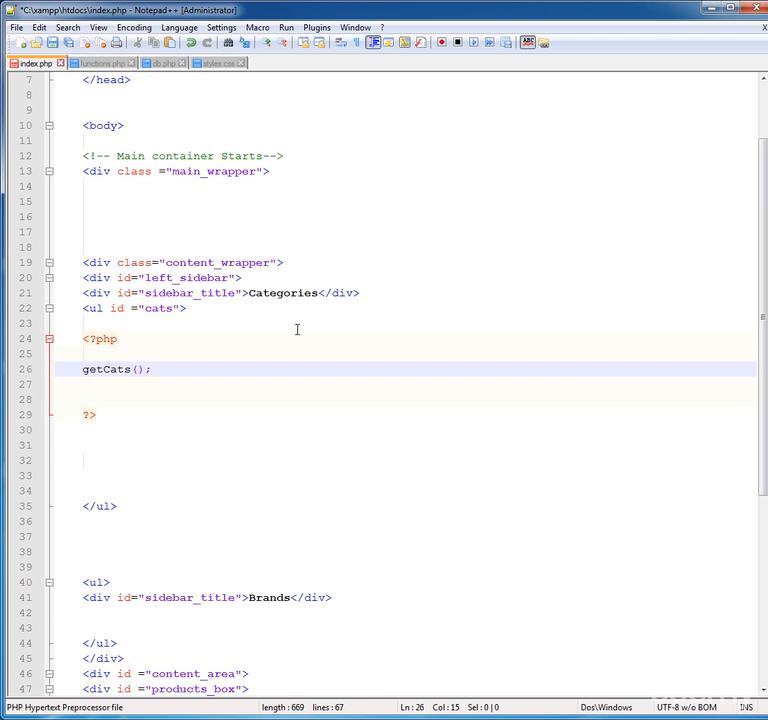 *C:\xampp\htdocs\index.php - Notepad++ [Administrator]
File Edit Search View Encoding Language Settings Macro Run Plugins Window ? X
index.php functions.php db.php styles.css
7 </head>
8
9
10 <body>
11
12 <!-- Main container Starts-->
13 <div class ="main_wrapper">
14
15
16
17
18
19 <div class="content_wrapper">
20 <div id="left_sidebar">
21 <div id="sidebar_title">Categories</div>
22 <ul id ="cats">
23
24 <?php
25
26 getCats();
27
28
29 ?>
30
31
32
33
34
35 </ul>
36
37
38
39
40 <ul>
41 <div id="sidebar_title">Brands</div>
42
43
44 </ul>
45 </div>
46 <div id ="content_area">
47 <div id ="products_box">
PHP Hypertext Preprocessor file length : 669 lines : 67 Ln : 26 Col : 15 Sel : 0 | 0 Dos\Windows UTF-8 w/o BOM INS